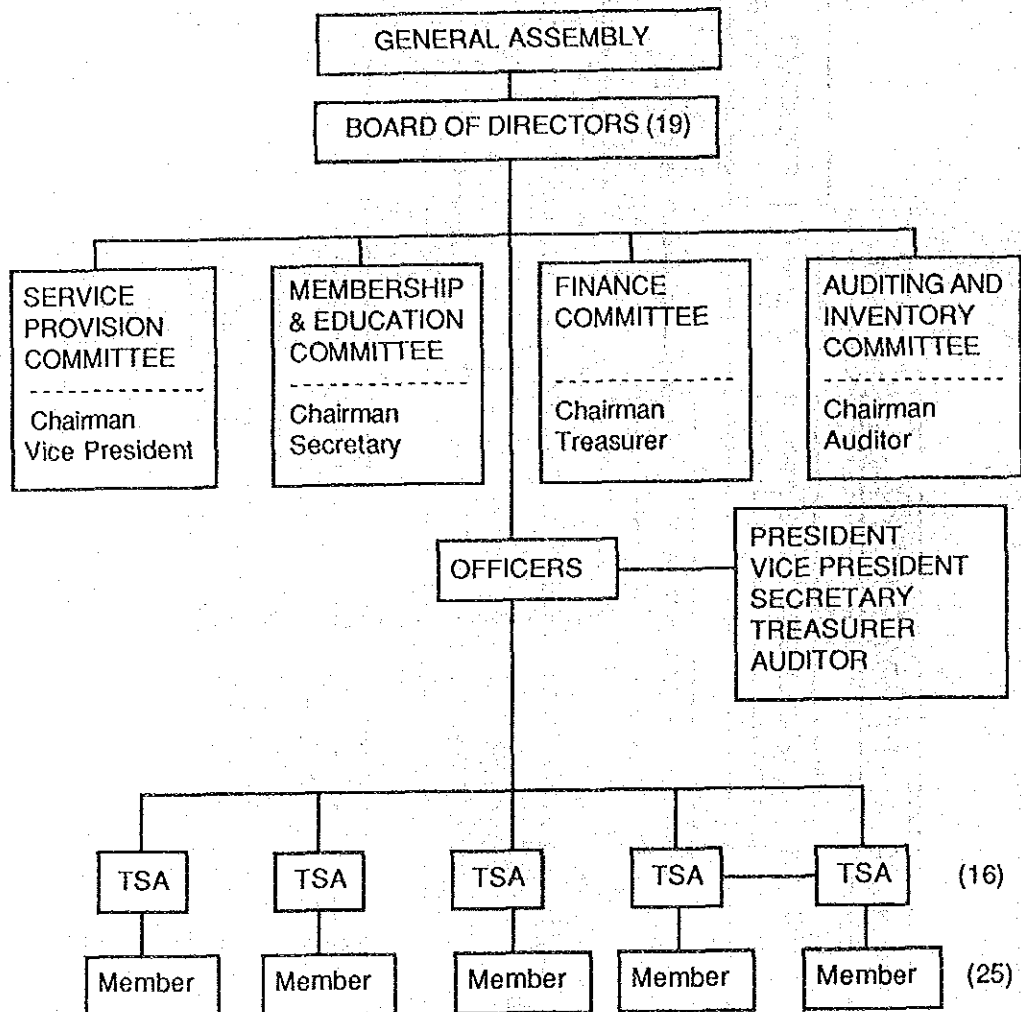 GENERAL ASSEMBLY
BOARD OF DIRECTORS (19)
SERVICE
PROVISION
COMMITTEE
Chairman
Vice President
MEMBERSHIP
& EDUCATION
COMMITTEE
Chairman
Secretary
FINANCE
COMMITTEE
Chairman
Treasurer
AUDITING AND
INVENTORY
COMMITTEE
Chairman
Auditor
OFFICERS
PRESIDENT
VICE PRESIDENT
SECRETARY
TREASURER
AUDITOR
TSA TSA TSA TSA TSA (16)
Member Member Member Member Member (25)